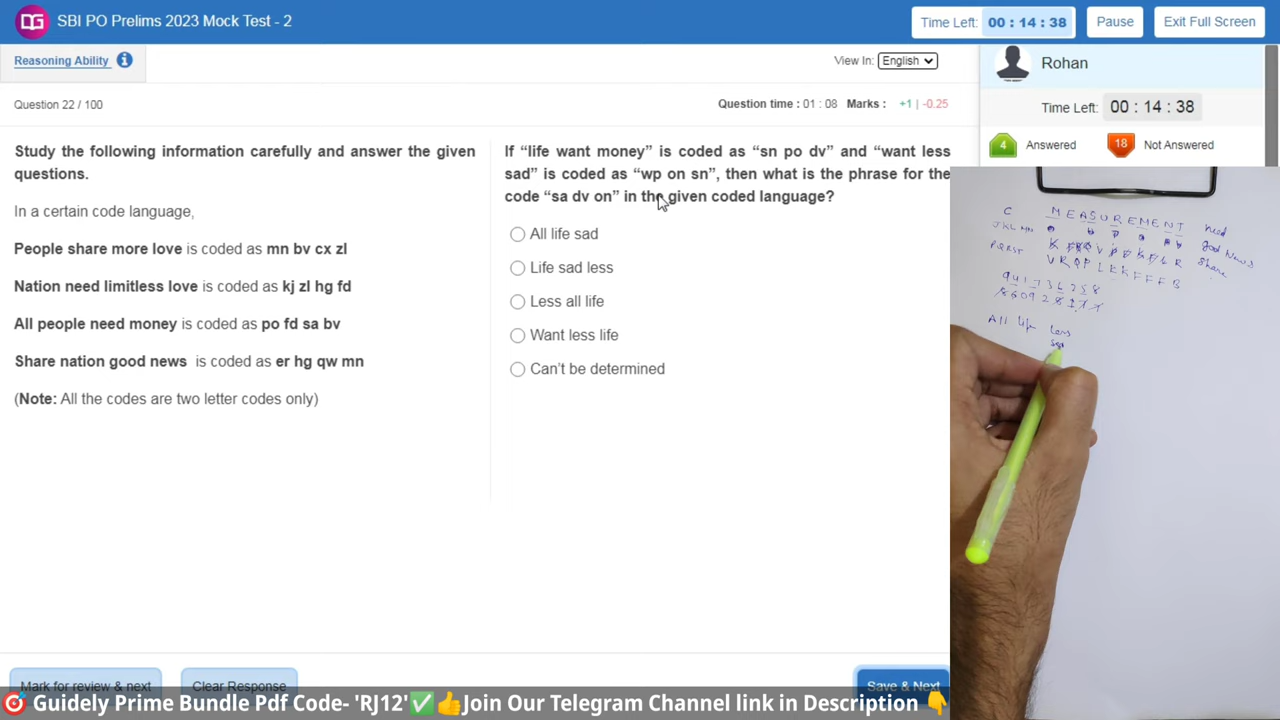 SBI PO Prelims 2023 Mock Test - 2
Time Left: 00 : 14 : 38
Pause
Exit Full Screen
Reasoning Ability
View In: English
Rohan
Question 22 / 100
Question time : 01 : 08 Marks : +1 | -0.25
Time Left: 00 : 14 : 38
4 Answered 18 Not Answered
Study the following information carefully and answer the given
questions.
In a certain code language,
People share more love is coded as mn bv cx zl
Nation need limitless love is coded as kj zl hg fd
All people need money is coded as po fd sa bv
Share nation good news is coded as er hg qw mn
(Note: All the codes are two letter codes only)
If “life want money” is coded as “sn po dv” and “want less
sad” is coded as “wp on sn”, then what is the phrase for the
code “sa dv on” in the given coded language?
All life sad
Life sad less
Less all life
Want less life
Can’t be determined
C MEASUREMENT need
JKL MN
good News
PQRST
Share
All life Less
Sad
Mark for review & next
Clear Response
Save & Next
Guidely Prime Bundle Pdf Code- 'RJ12'✅👍Join Our Telegram Channel link in Description 👇